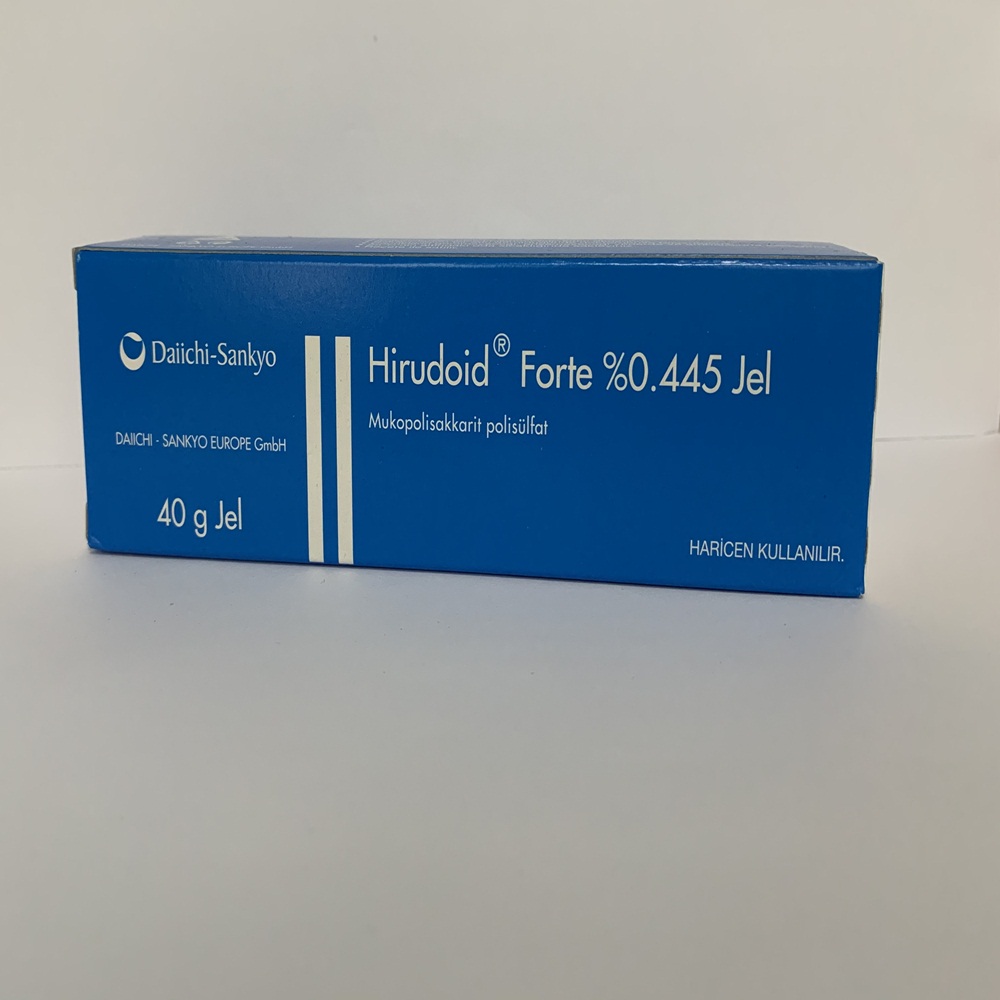 Daiichi-Sankyo
DAIICHI - SANKYO EUROPE GmbH
40 g Jel
Hirudoid® Forte %0.445 Jel
Mukopolisakkarit polisülfat
HARİCEN KULLANILIR.